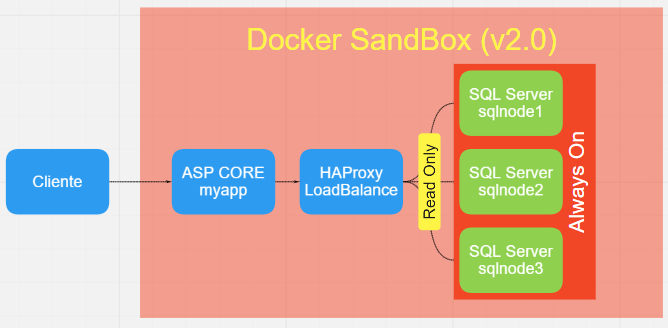 Docker SandBox (v2.0)
Cliente
ASP CORE
myapp
HAProxy
LoadBalance
Read Only
SQL Server
sqlnode1
SQL Server
sqlnode2
SQL Server
sqlnode3
Always On